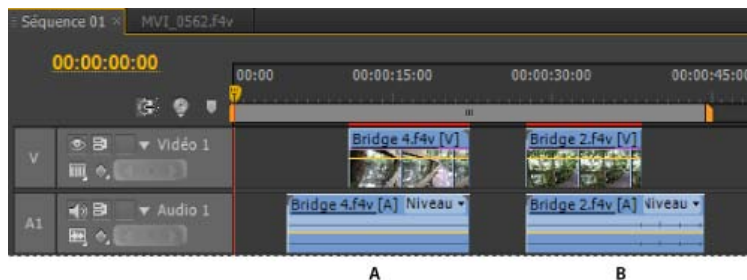 Séquence 01 × MVI_0562.f4v
00:00:00:00
00:00 00:00:15:00 00:00:30:00 00:00:45:00
V Vidéo 1 Bridge 4.f4v [V] Bridge 2.f4v [V]
A1 Audio 1 Bridge 4.f4v [A] Niveau Bridge 2.f4v [A] Niveau
A B